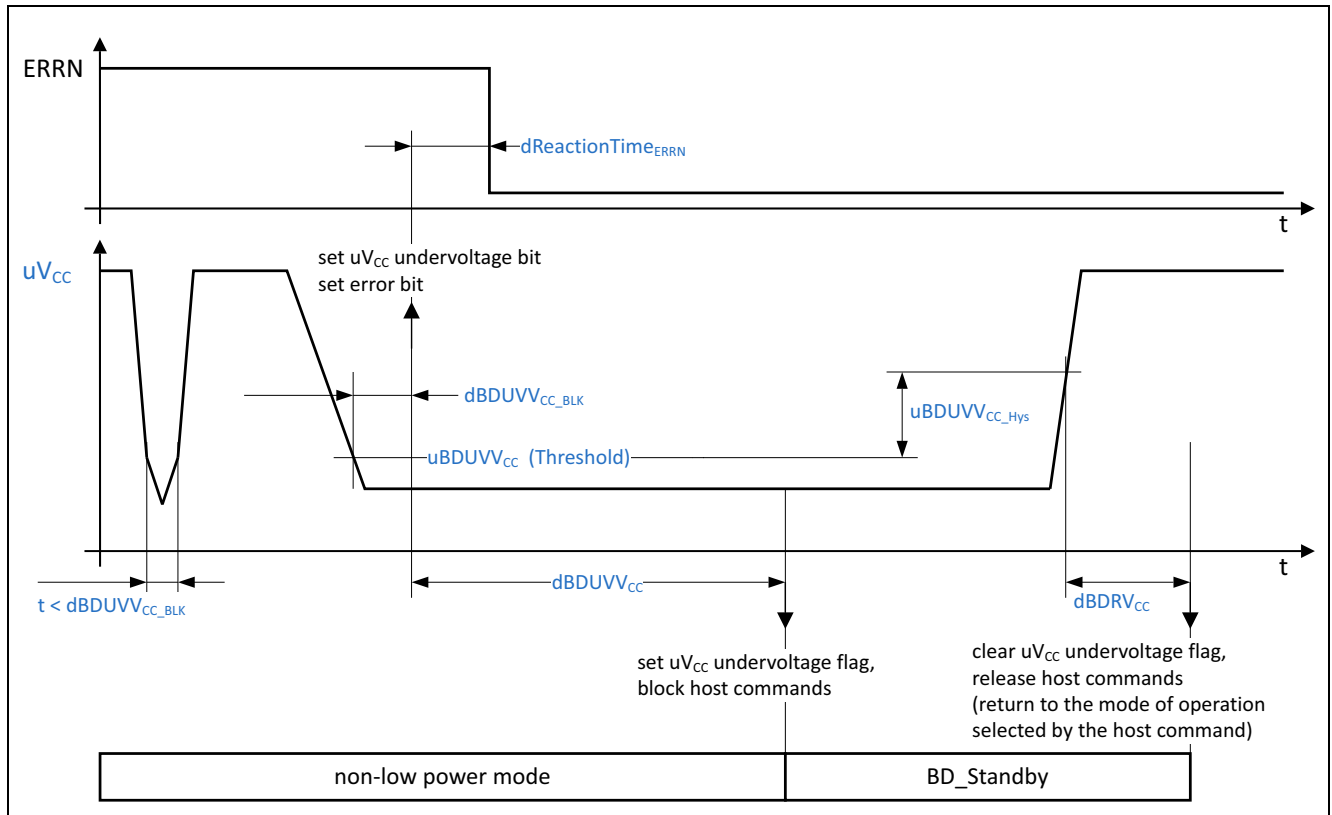 ERRN
dReactionTimeERRN
t
set uVCC undervoltage bit
set error bit
uVCC
dBDUVVCC_BLK
uBDUVVCC_Hys
uBDUVVCC (Threshold)
t
dBDUVVCC
t < dBDUVVCC_BLK
dBDRVCC
set uVCC undervoltage flag,
block host commands
clear uVCC undervoltage flag,
release host commands
(return to the mode of operation
selected by the host command)
non-low power mode
BD_Standby